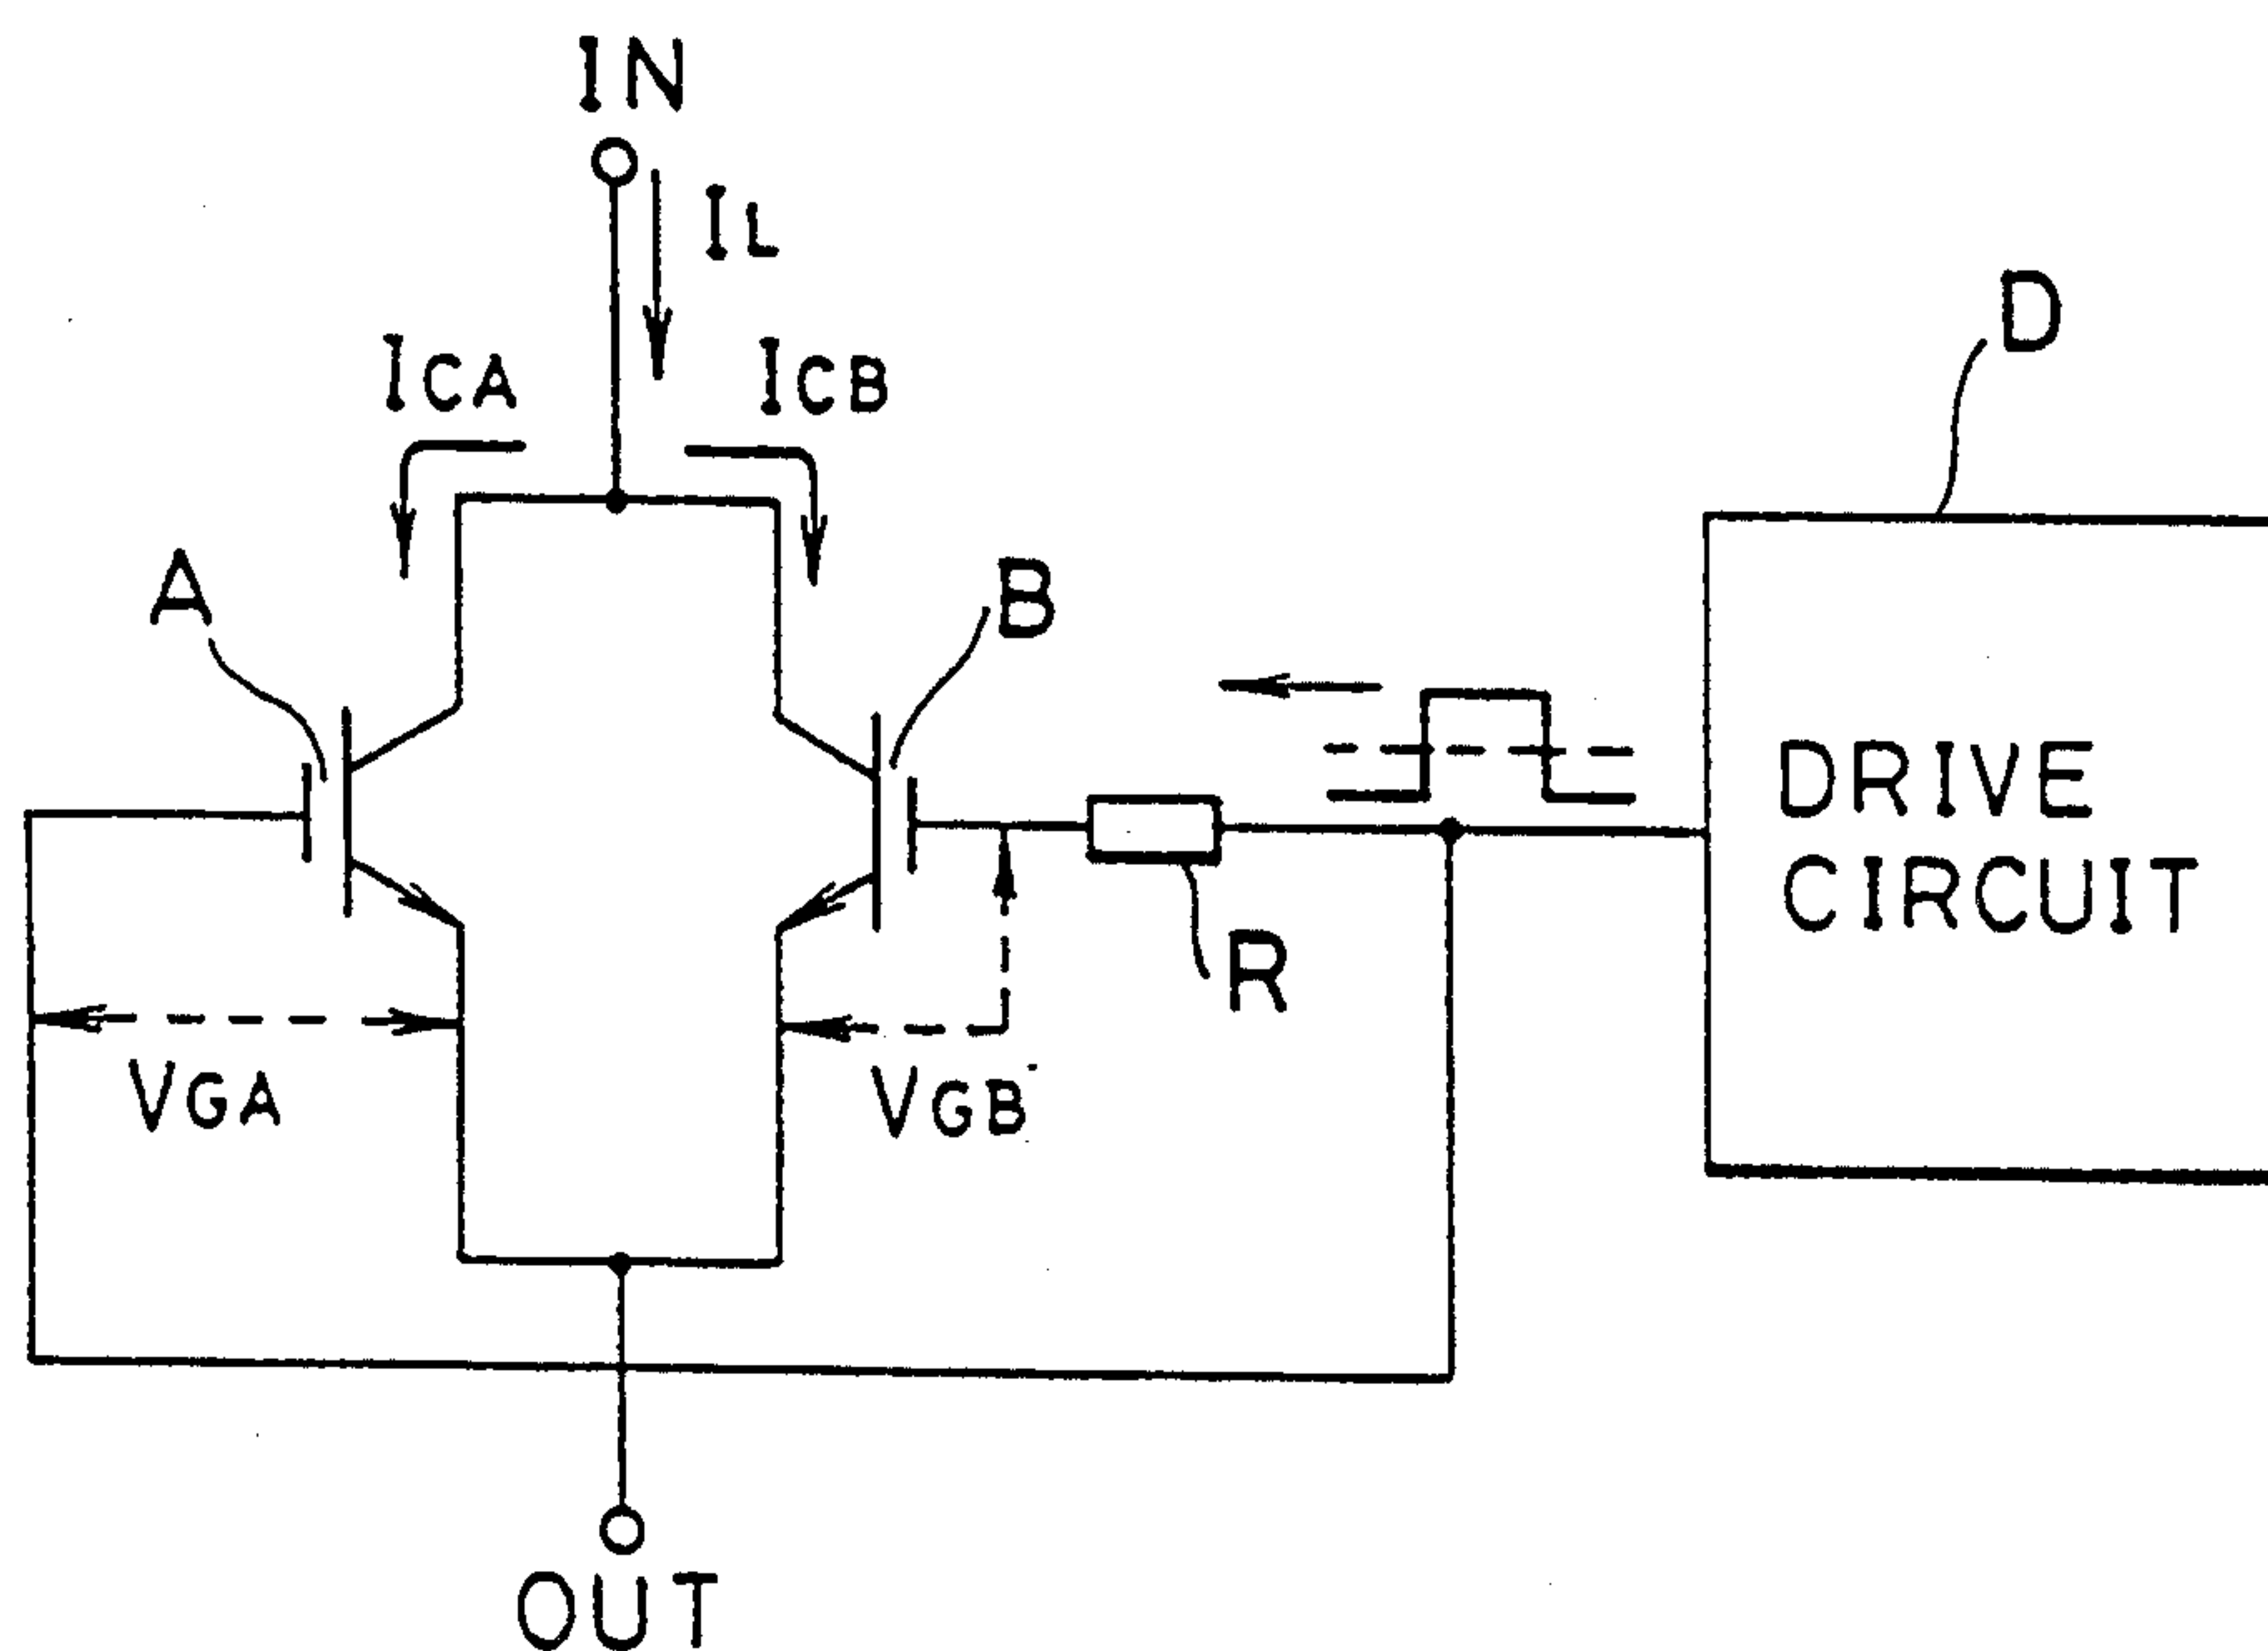 IN
IL
ICA
ICB
D
A
B
DRIVE
CIRCUIT
R
VGA
VGB
OUT